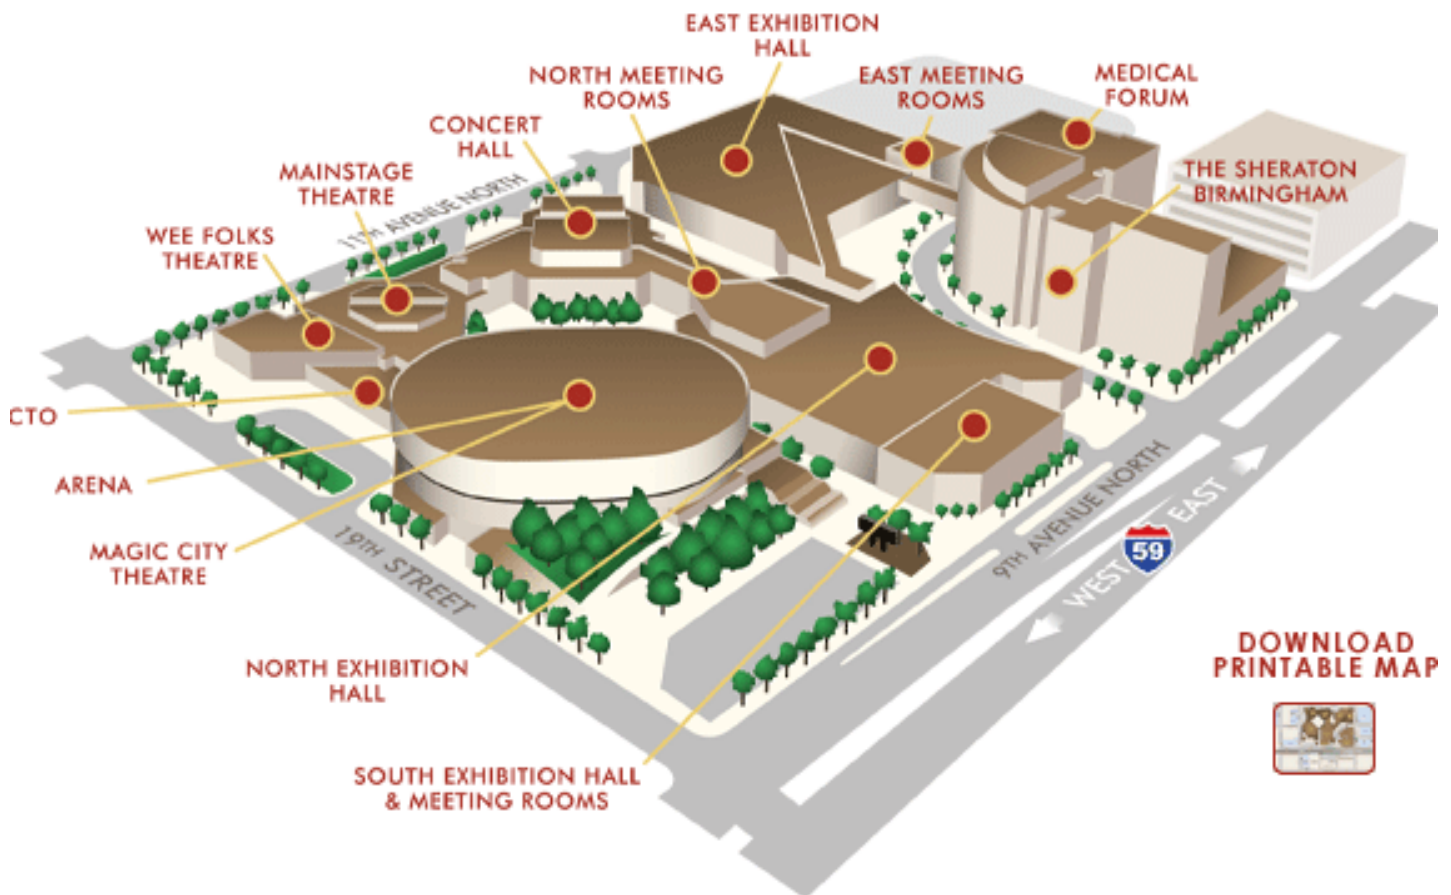 EAST EXHIBITION
HALL
NORTH MEETING
ROOMS
EAST MEETING
ROOMS
MEDICAL
FORUM
CONCERT
HALL
MAINSTAGE
THEATRE
THE SHERATON
BIRMINGHAM
11TH AVENUE NORTH
WEE FOLKS
THEATRE
CTO
ARENA
MAGIC CITY
THEATRE
19TH STREET
9TH AVENUE NORTH
WEST
59
EAST
NORTH EXHIBITION
HALL
SOUTH EXHIBITION HALL
& MEETING ROOMS
DOWNLOAD
PRINTABLE MAP